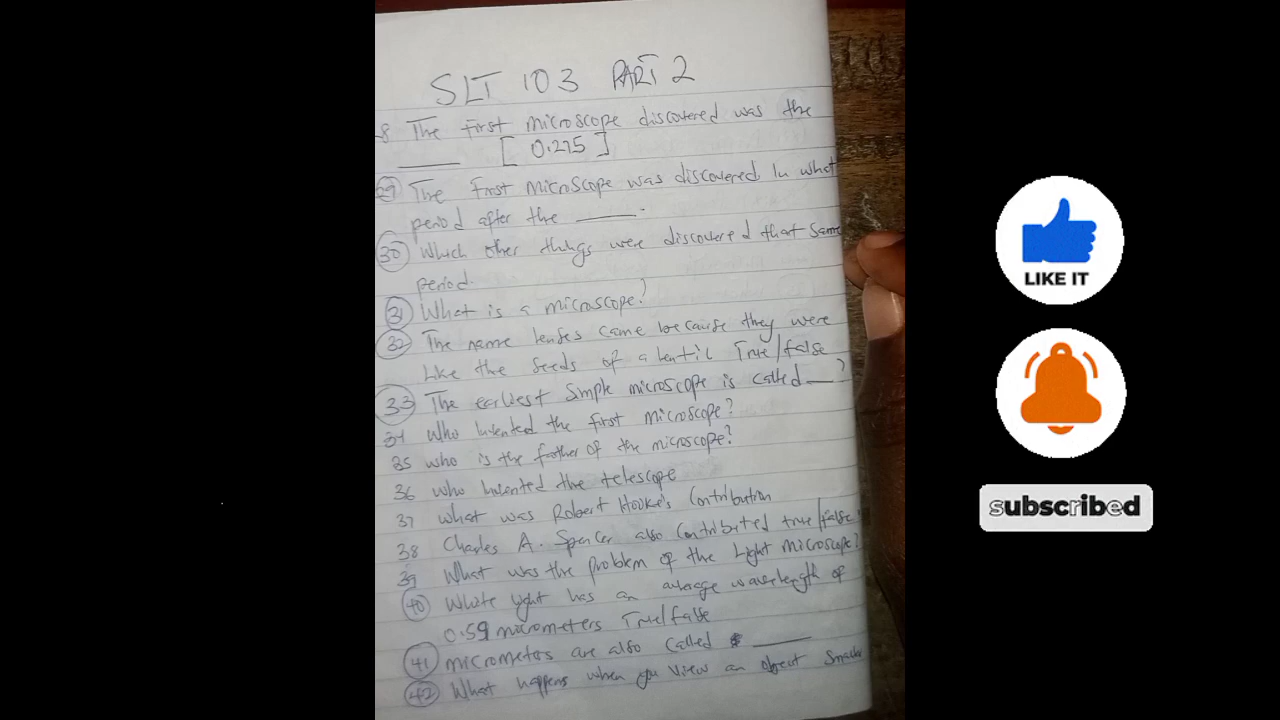 SLT 103 PART 2
8 The first microscope discovered was the
____ [ 0.275 ]
29 The first microscope was discovered in what
period after the ____.
30 Which other things were discovered that same
period.
31 What is a microscope?
32 The name lenses came because they were
Like the seeds of a lentil True/false
33 The earliest simple microscope is called ___?
34 Who invented the first microscope?
35 who is the father of the microscope?
36 who invented the telescope
37 what was Robert Hooke's contribution
38 Charles A. Spencer also contributed true/false
39 What was the problem of the light microscope?
40 White light has an average wavelength of
0.59 micrometers True/false
41 micrometers are also called ____
42 What happens when you view an object smaller
LIKE IT
subscribed